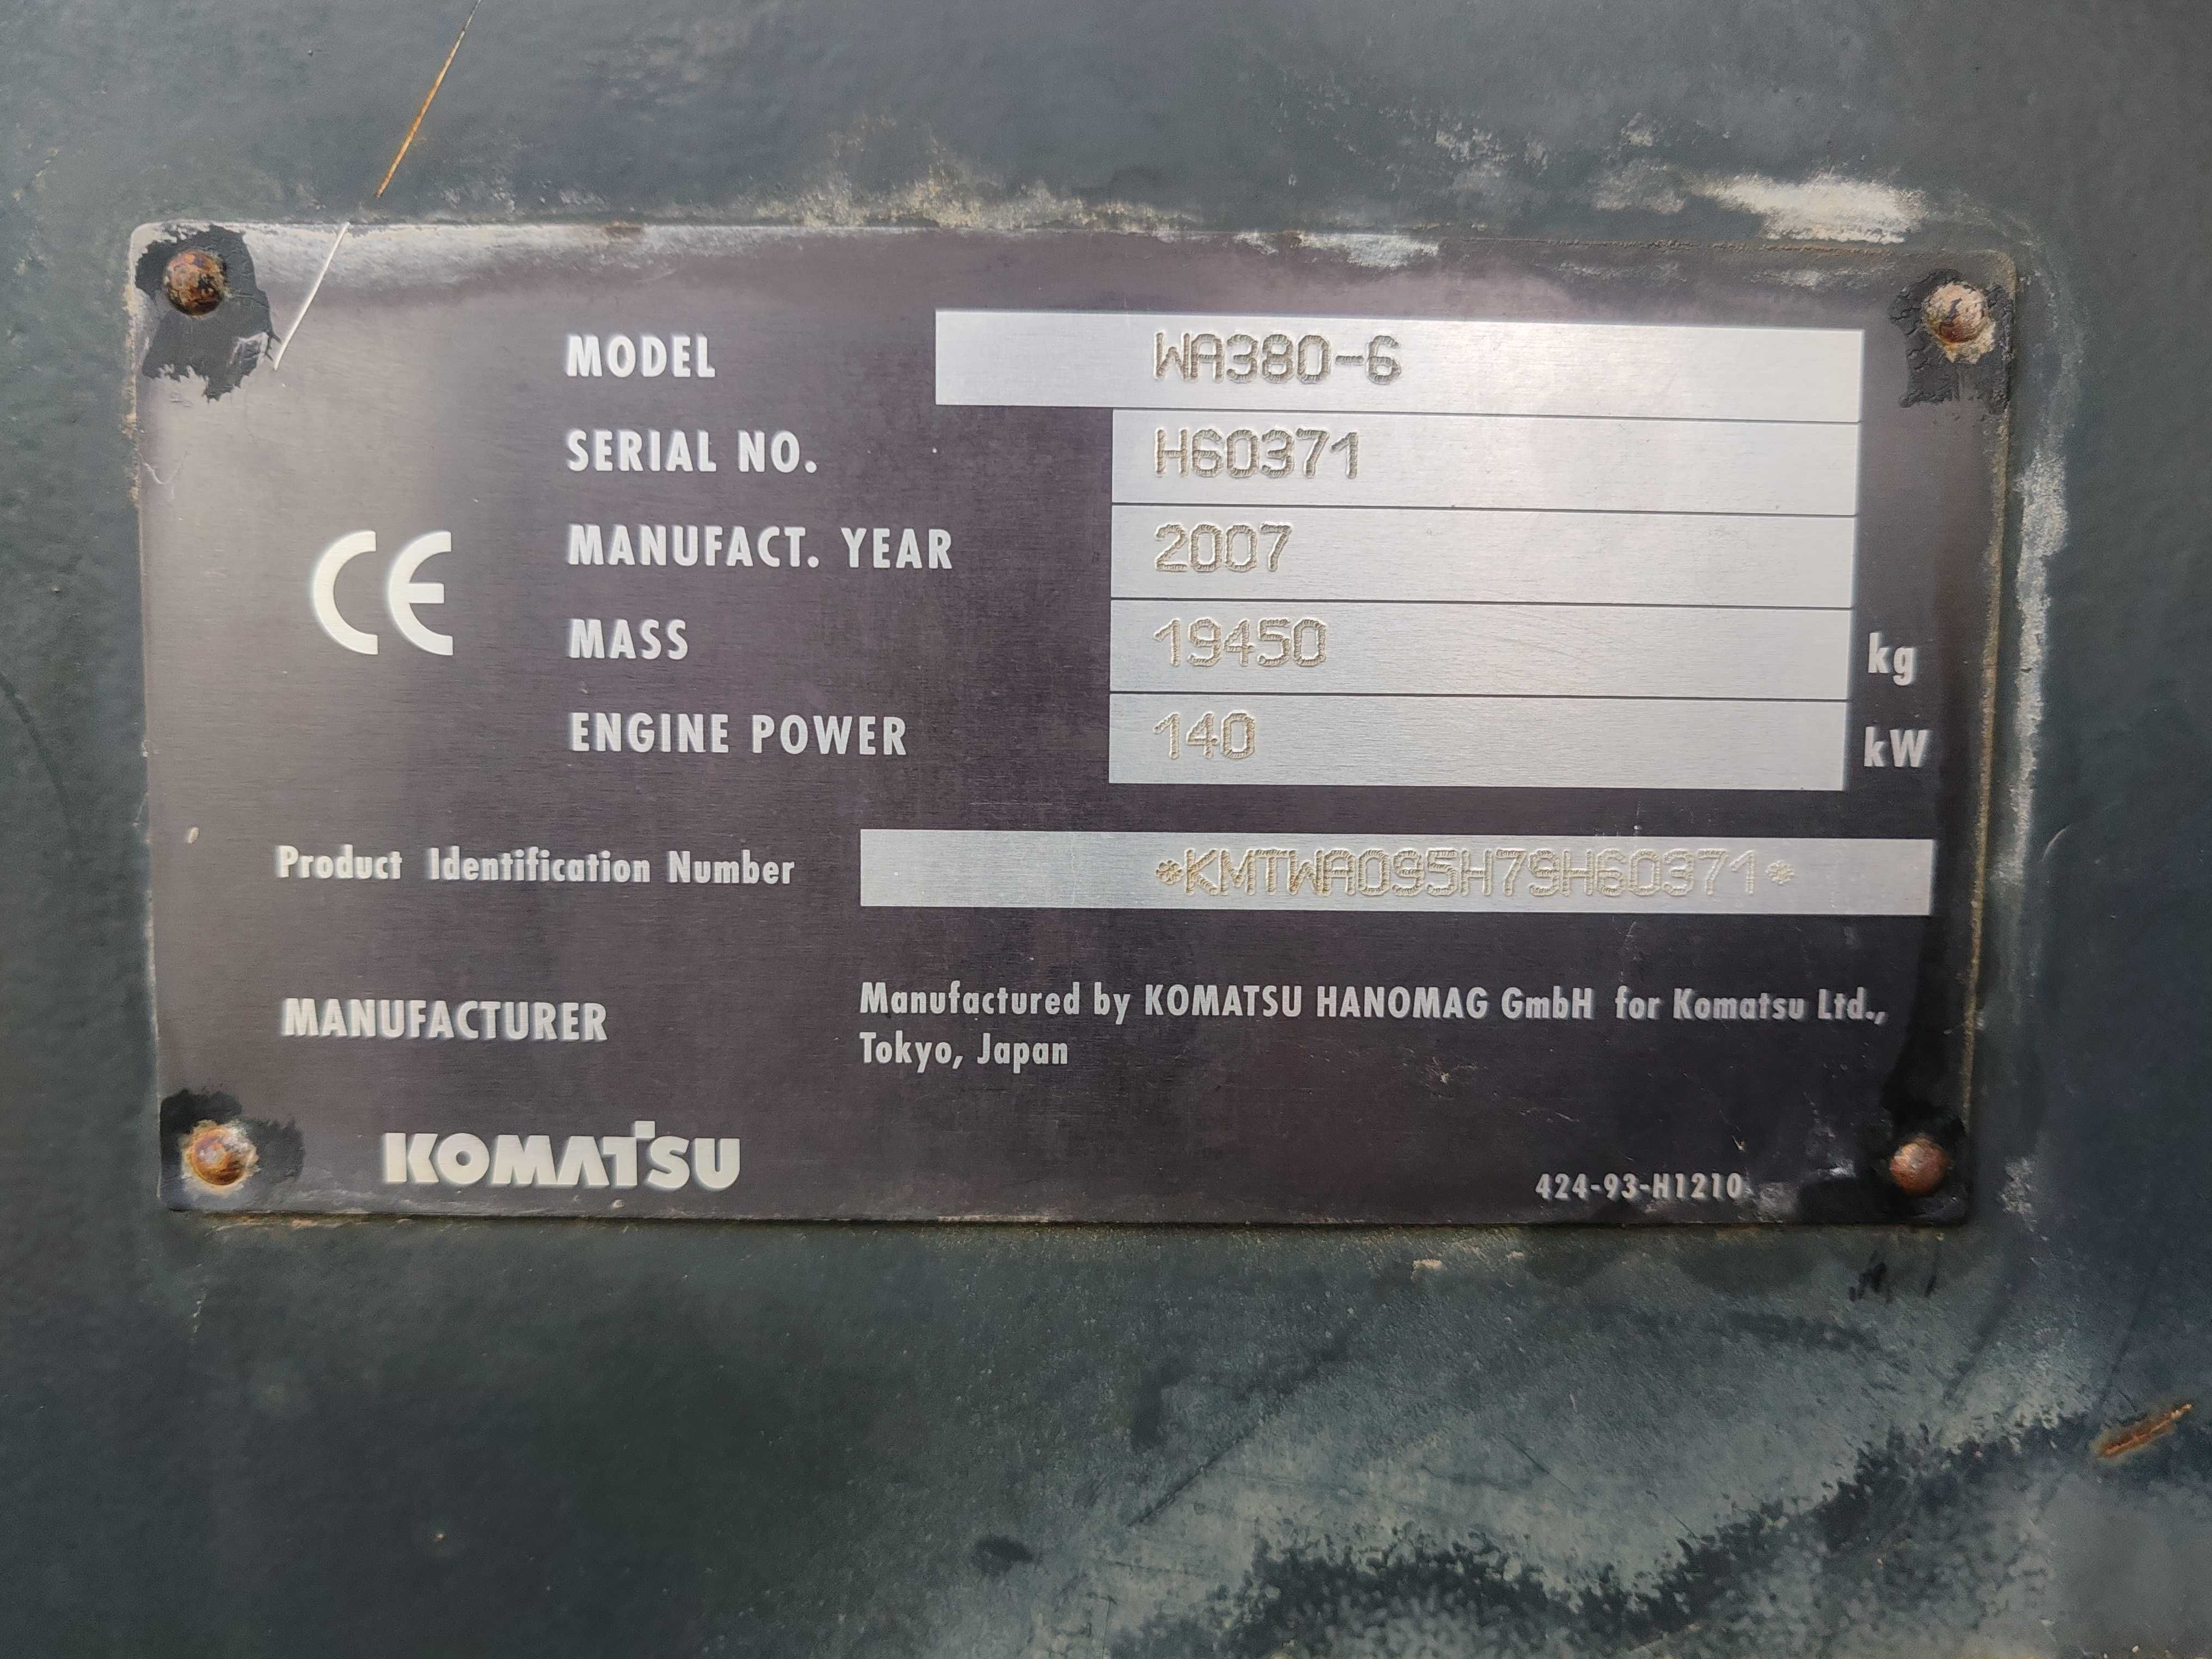 MODEL WA380-6
SERIAL NO. H60371
MANUFACT. YEAR 2007
CE
MASS 19450 kg
ENGINE POWER 140 kW
Product Identification Number *KMTWA095H79H60371*
MANUFACTURER Manufactured by KOMATSU HANOMAG GmbH for Komatsu Ltd.,
Tokyo, Japan
KOMATSU
424-93-H1210